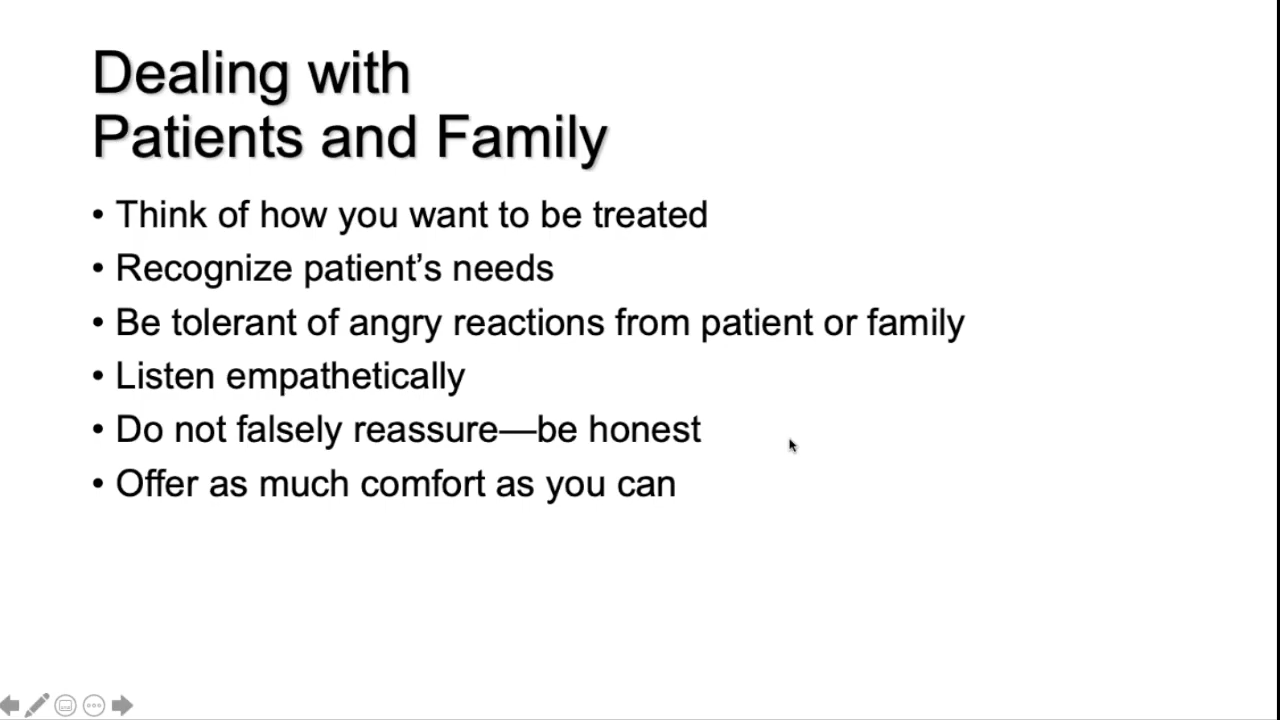 Dealing with
Patients and Family
• Think of how you want to be treated
• Recognize patient’s needs
• Be tolerant of angry reactions from patient or family
• Listen empathetically
• Do not falsely reassure—be honest
• Offer as much comfort as you can